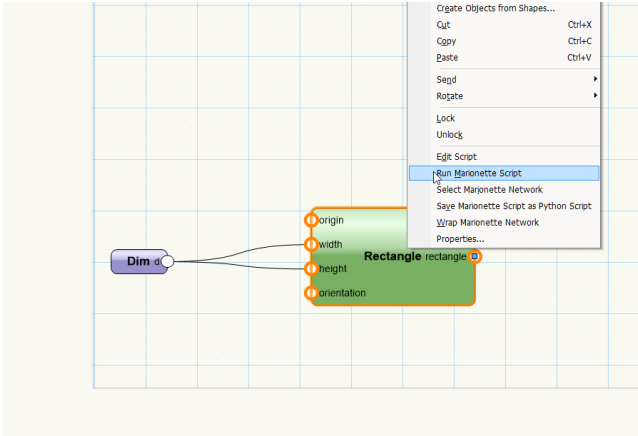 Create Objects from Shapes...
Cut Ctrl+X
Copy Ctrl+C
Paste Ctrl+V
Send
Rotate
Lock
Unlock
Edit Script
Run Marionette Script
Select Marionette Network
Save Marionette Script as Python Script
Wrap Marionette Network
Properties...
origin
width
Rectangle rectangle
Dim d
height
orientation